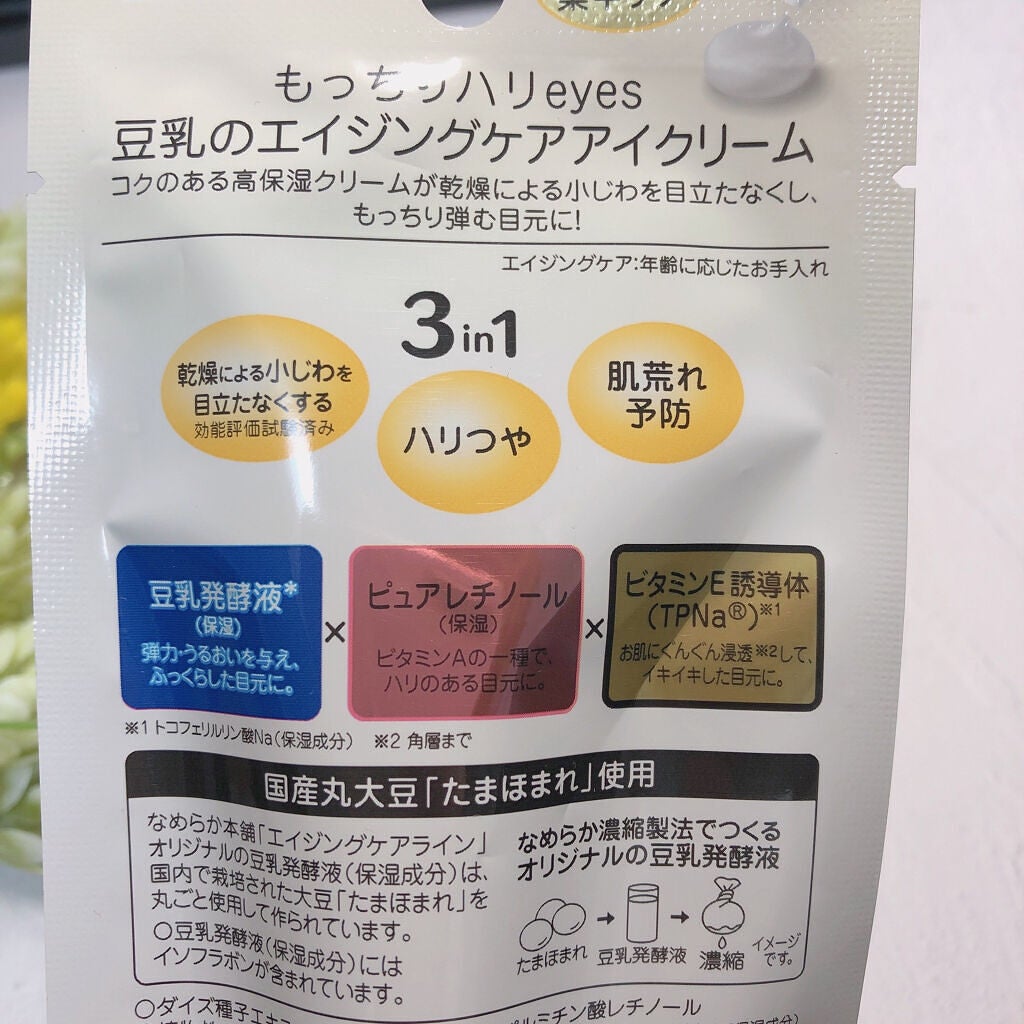 もっちりハリeyes
豆乳のエイジングケアアイクリーム
コクのある高保湿クリームが乾燥による小じわを目立たなくし、
もっちり弾む目元に!
エイジングケア:年齢に応じたお手入れ
3in1
乾燥による小じわを
目立たなくする
効能評価試験済み
ハリつや
肌荒れ
予防
豆乳発酵液*
(保湿)
弾力・うるおいを与え、
ふっくらした目元に。
×
ピュアレチノール
(保湿)
ビタミンAの一種で、
ハリのある目元に。
×
ビタミンE誘導体
(TPNa®)※1
お肌にぐんぐん浸透※2して、
イキイキした目元に。
※1 トコフェリルリン酸Na(保湿成分) ※2 角層まで
国産丸大豆「たまほまれ」使用
なめらか本舗「エイジングケアライン」
オリジナルの豆乳発酵液(保湿成分)は、
国内で栽培された大豆「たまほまれ」を
丸ごと使用して作られています。
○豆乳発酵液(保湿成分)には
イソフラボンが含まれています。
なめらか濃縮製法でつくる
オリジナルの豆乳発酵液
たまほまれ
豆乳発酵液
濃縮
イメージ
です。
○ダイズ種子エキス
パルミチン酸レチノール